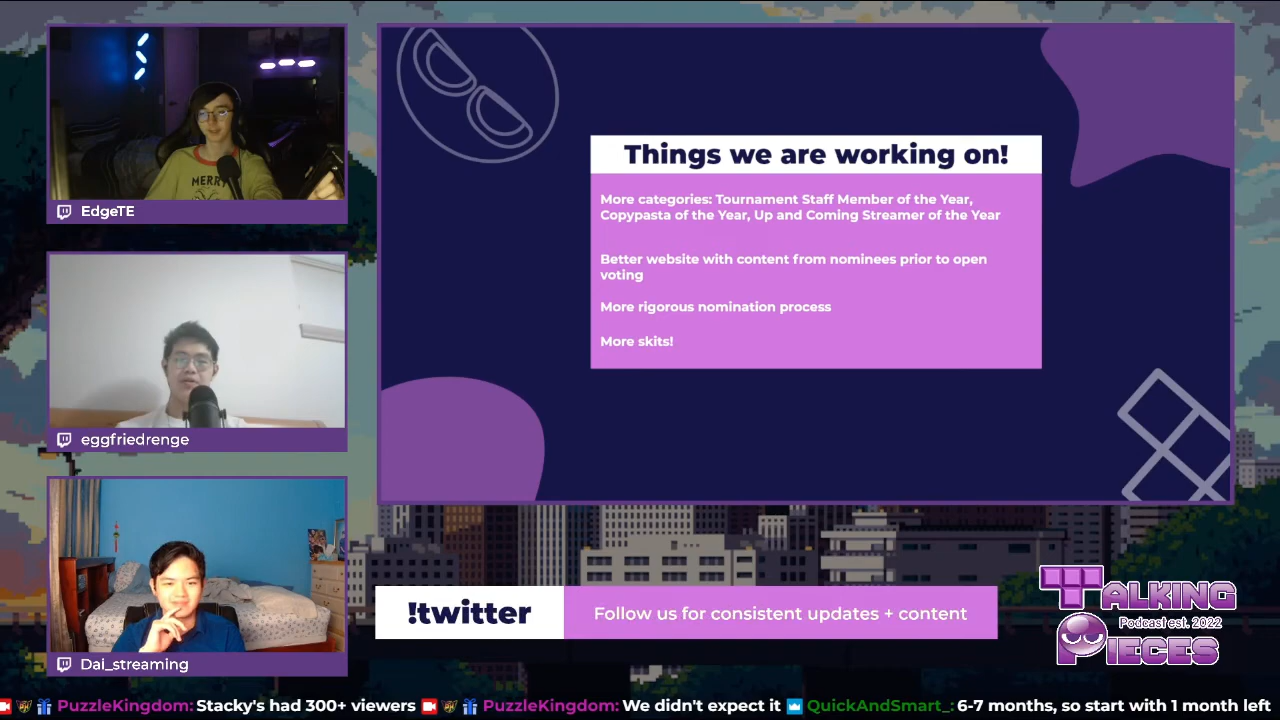 MERRY
EdgeTE
eggfriedrenge
Dai_streaming
Things we are working on!
More categories: Tournament Staff Member of the Year,
Copypasta of the Year, Up and Coming Streamer of the Year
Better website with content from nominees prior to open
voting
More rigorous nomination process
More skits!
!twitter
Follow us for consistent updates + content
TALKING
Podcast est. 2022
PIECES
PuzzleKingdom: Stacky's had 300+ viewers PuzzleKingdom: We didn't expect it QuickAndSmart_: 6-7 months, so start with 1 month left